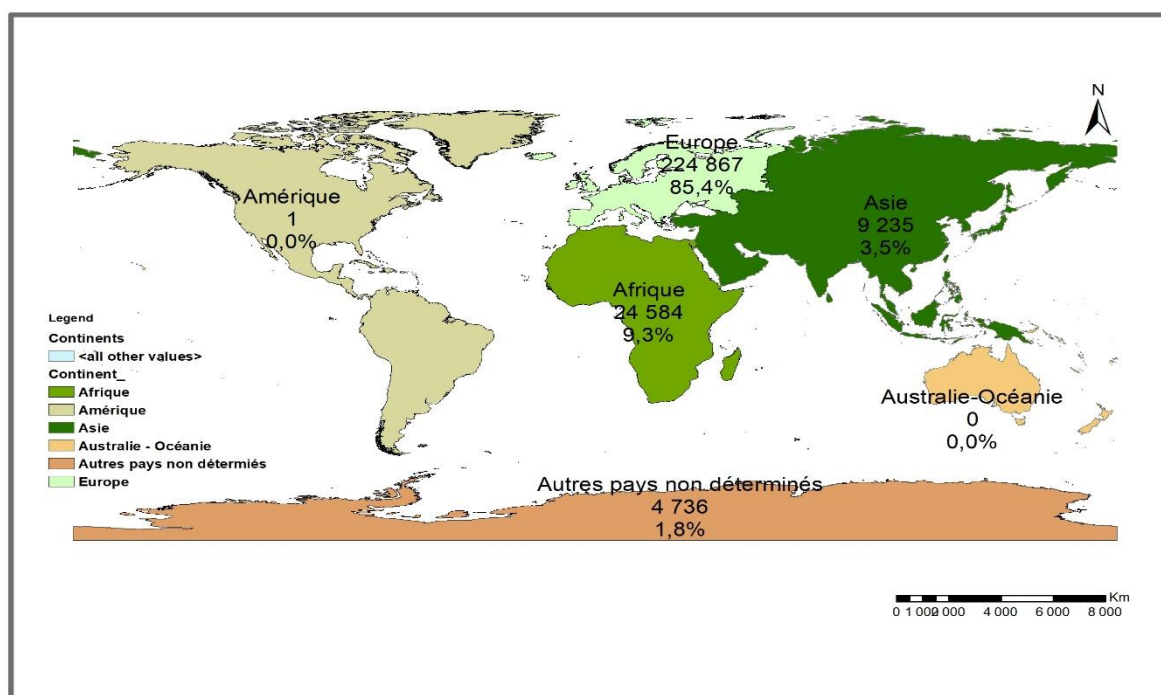 N
Europe
224 867
85,4%
Amérique
1
0,0%
Asie
9 235
3,5%
Afrique
24 584
9,3%
Legend
Continents
<all other values>
Continent_
Afrique
Amérique
Asie
Australie - Océanie
Autres pays non détermiés
Europe
Australie-Océanie
0
0,0%
Autres pays non déterminés
4 736
1,8%
Km
0 1 000 2 000 4 000 6 000 8 000